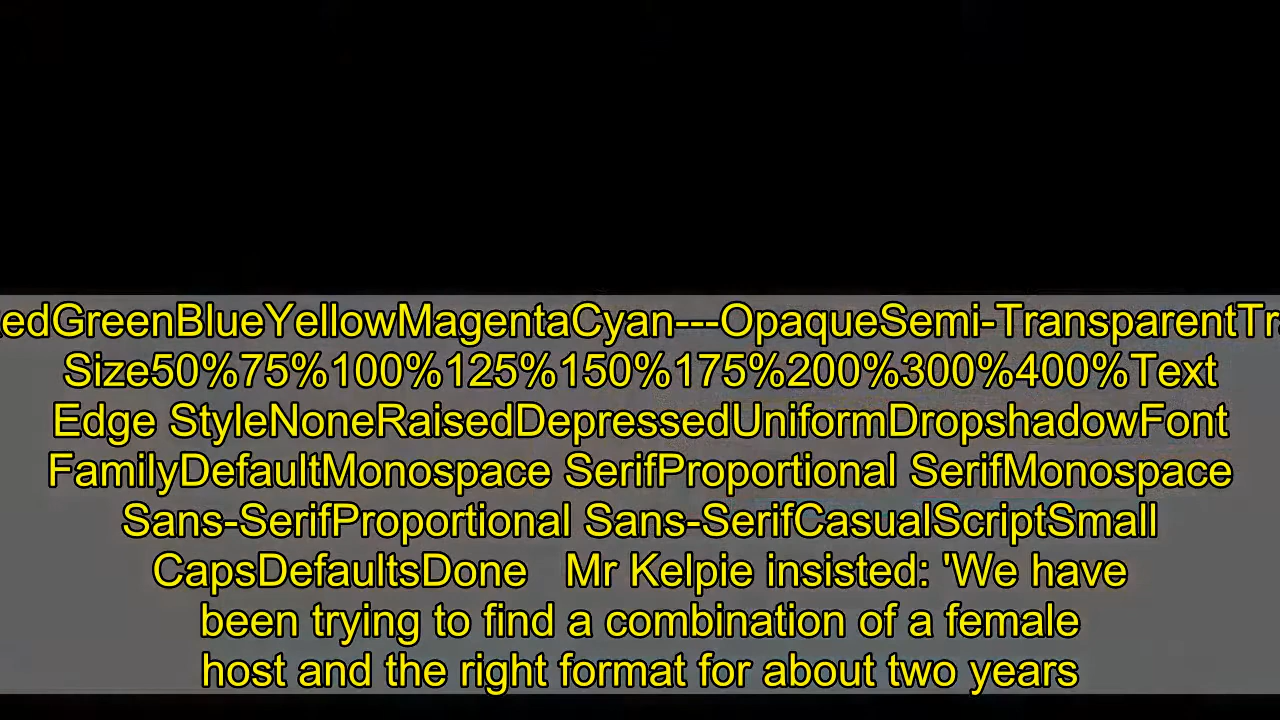 edGreenBlueYellowMagentaCyan---OpaqueSemi-TransparentTr
Size50%75%100%125%150%175%200%300%400%Text
Edge StyleNoneRaisedDepressedUniformDropshadowFont
FamilyDefaultMonospace SerifProportional SerifMonospace
Sans-SerifProportional Sans-SerifCasualScriptSmall
CapsDefaultsDone   Mr Kelpie insisted: 'We have
been trying to find a combination of a female
host and the right format for about two years